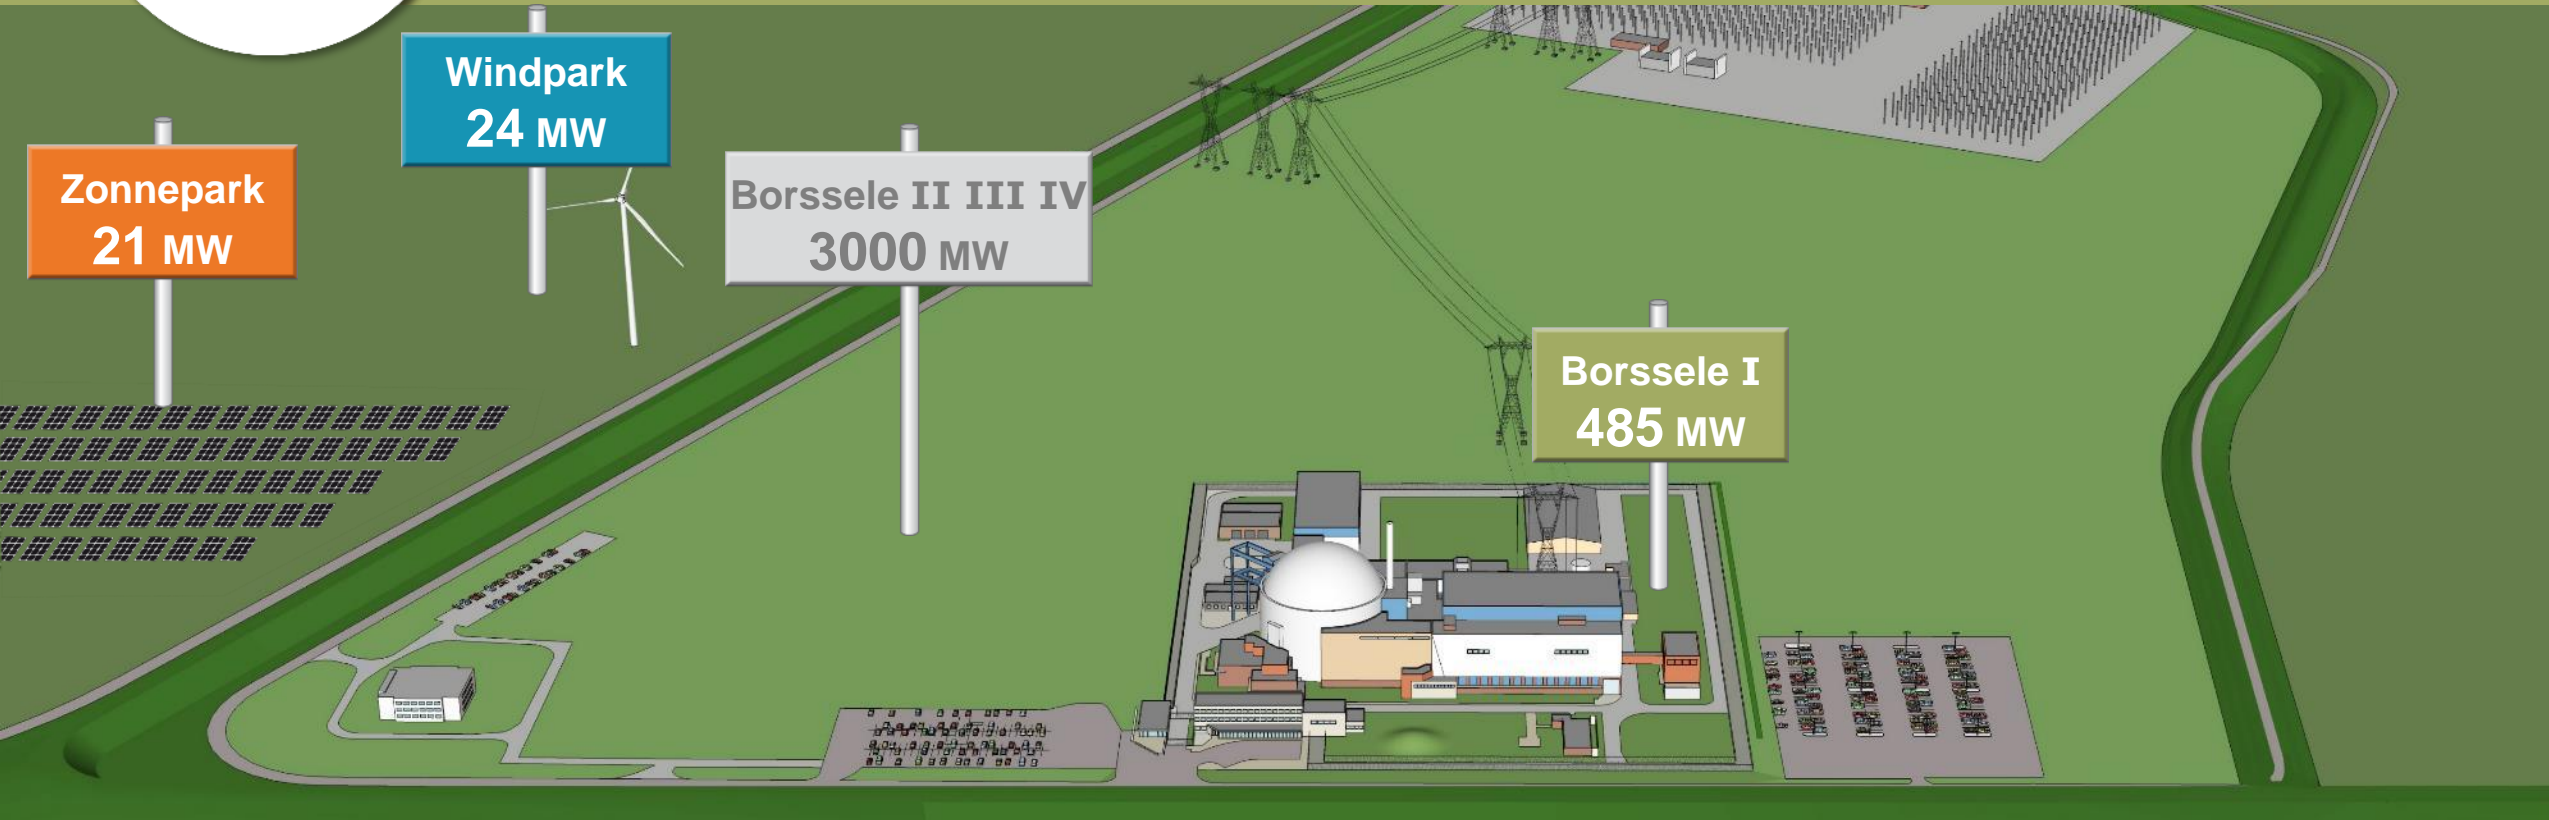 Windpark
24 MW
Zonnepark
21 MW
Borssele II III IV
3000 MW
Borssele I
485 MW